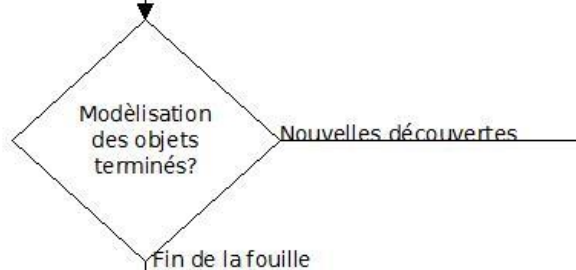 Modèlisation
des objets
terminés?
Nouvelles découvertes
Fin de la fouille